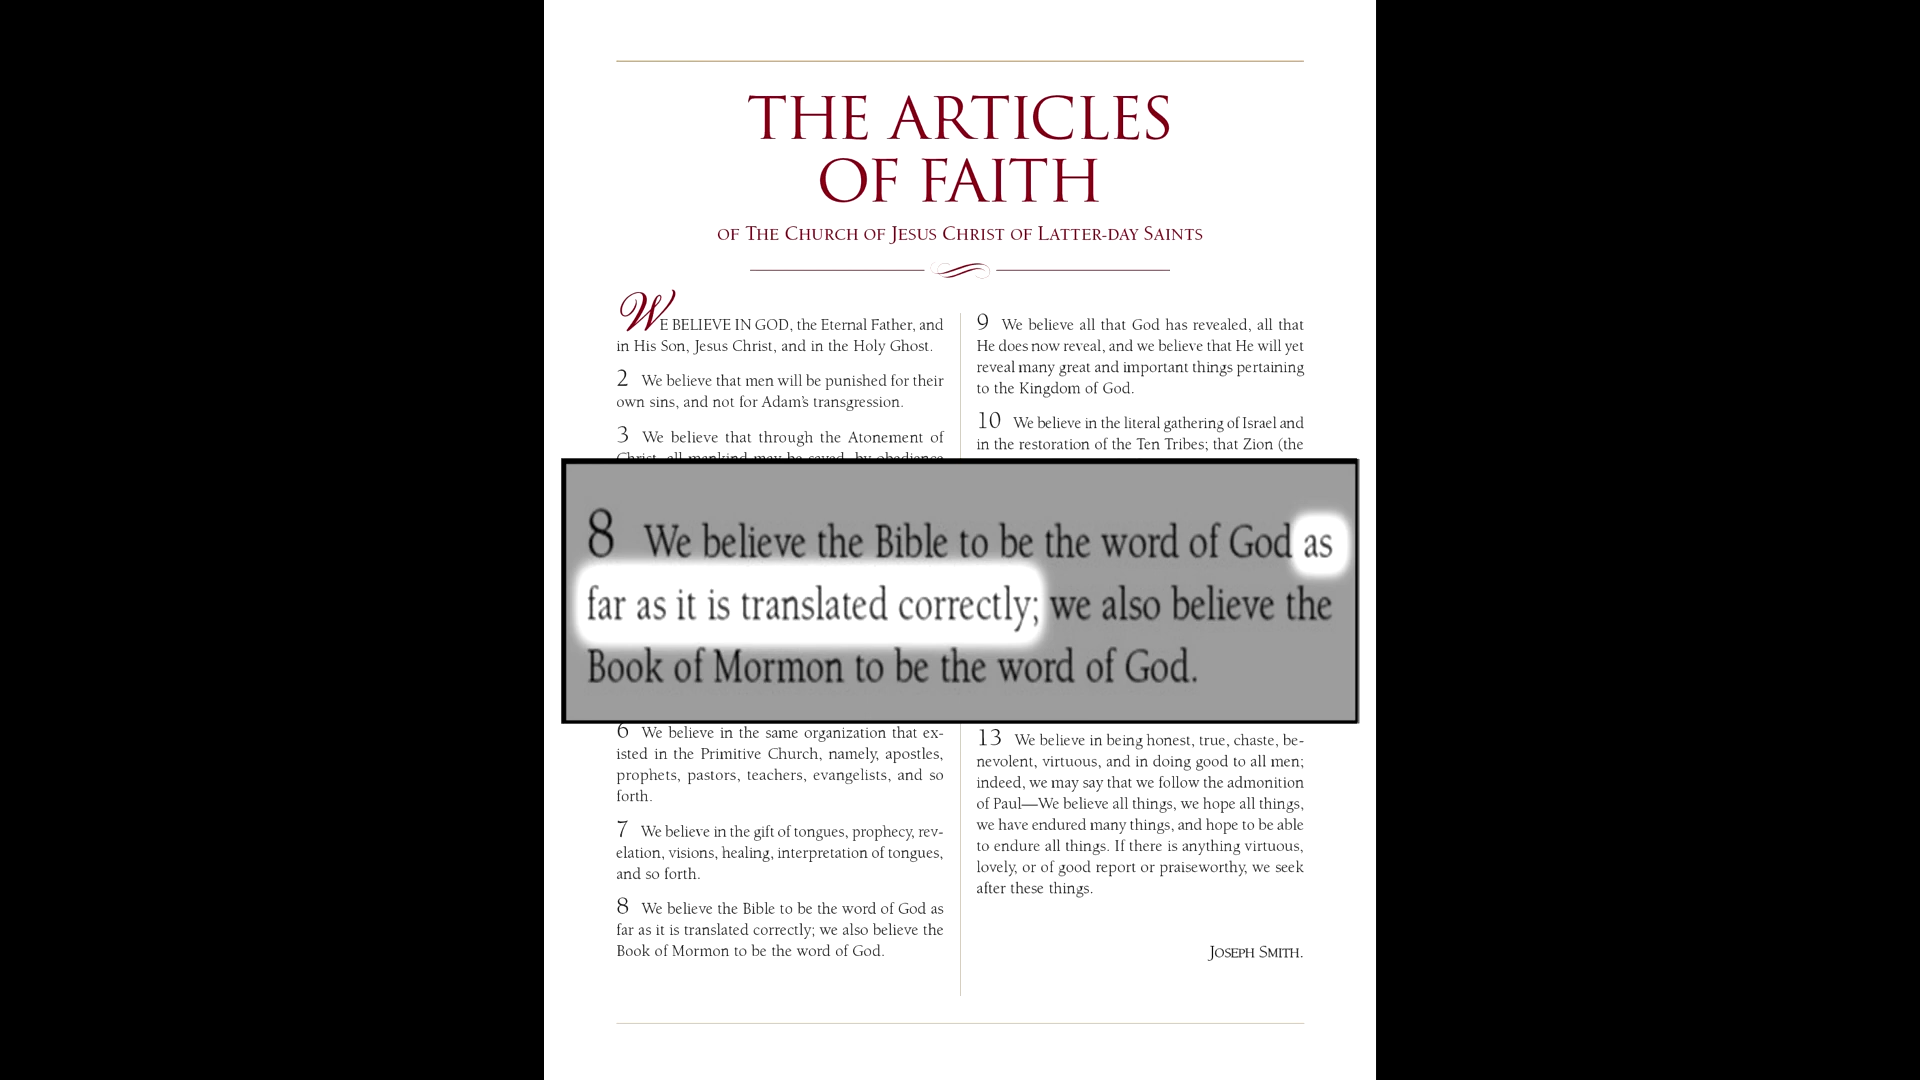 THE ARTICLES
OF FAITH
OF THE CHURCH OF JESUS CHRIST OF LATTER-DAY SAINTS
WE BELIEVE IN GOD, the Eternal Father, and
in His Son, Jesus Christ, and in the Holy Ghost.
2 We believe that men will be punished for their
own sins, and not for Adam's transgression.
3 We believe that through the Atonement of
Christ, all mankind may be saved, by obedience
8 We believe the Bible to be the word of God as
far as it is translated correctly; we also believe the
Book of Mormon to be the word of God.
6 We believe in the same organization that ex-
isted in the Primitive Church, namely, apostles,
prophets, pastors, teachers, evangelists, and so
forth.
7 We believe in the gift of tongues, prophecy, rev-
elation, visions, healing, interpretation of tongues,
and so forth.
8 We believe the Bible to be the word of God as
far as it is translated correctly; we also believe the
Book of Mormon to be the word of God.
9 We believe all that God has revealed, all that
He does now reveal, and we believe that He will yet
reveal many great and important things pertaining
to the Kingdom of God.
10 We believe in the literal gathering of Israel and
in the restoration of the Ten Tribes; that Zion (the
13 We believe in being honest, true, chaste, be-
nevolent, virtuous, and in doing good to all men;
indeed, we may say that we follow the admonition
of Paul—We believe all things, we hope all things,
we have endured many things, and hope to be able
to endure all things. If there is anything virtuous,
lovely, or of good report or praiseworthy, we seek
after these things.
JOSEPH SMITH.